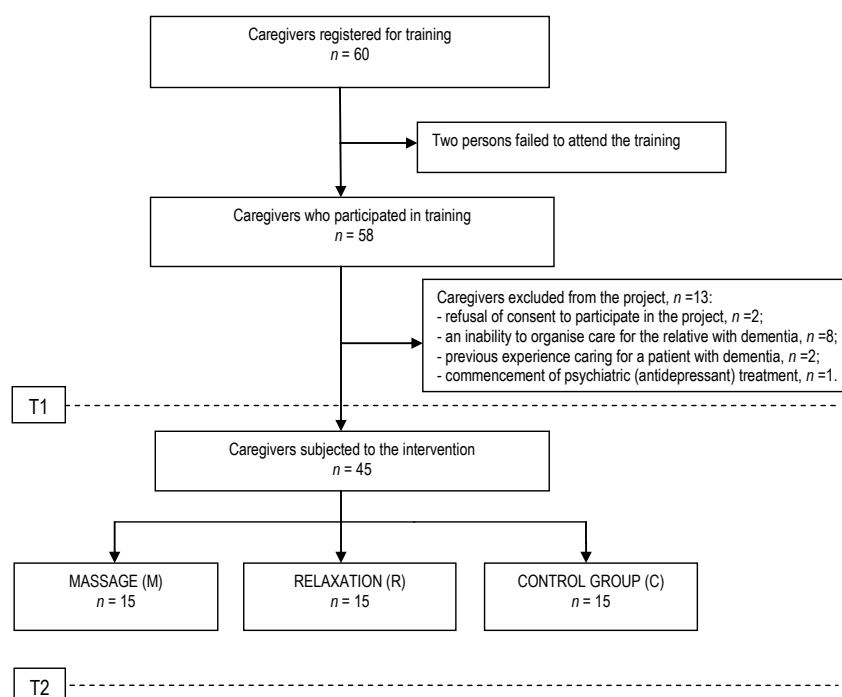 Caregivers registered for training
n = 60
Two persons failed to attend the training
Caregivers who participated in training
n = 58
Caregivers excluded from the project, n =13:
- refusal of consent to participate in the project, n =2;
- an inability to organise care for the relative with dementia, n =8;
- previous experience caring for a patient with dementia, n =2;
- commencement of psychiatric (antidepressant) treatment, n =1.
T1
Caregivers subjected to the intervention
n = 45
MASSAGE (M)
n = 15
RELAXATION (R)
n = 15
CONTROL GROUP (C)
n = 15
T2